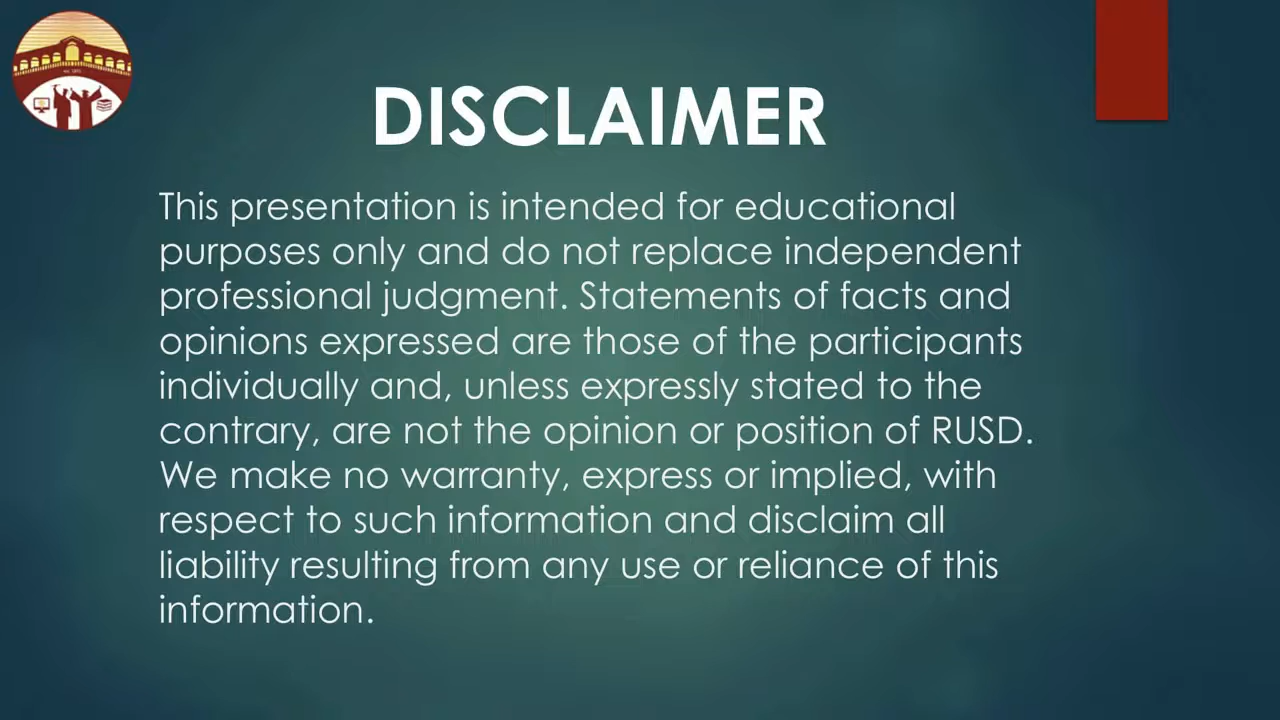 DISCLAIMER
This presentation is intended for educational
purposes only and do not replace independent
professional judgment. Statements of facts and
opinions expressed are those of the participants
individually and, unless expressly stated to the
contrary, are not the opinion or position of RUSD.
We make no warranty, express or implied, with
respect to such information and disclaim all
liability resulting from any use or reliance of this
information.